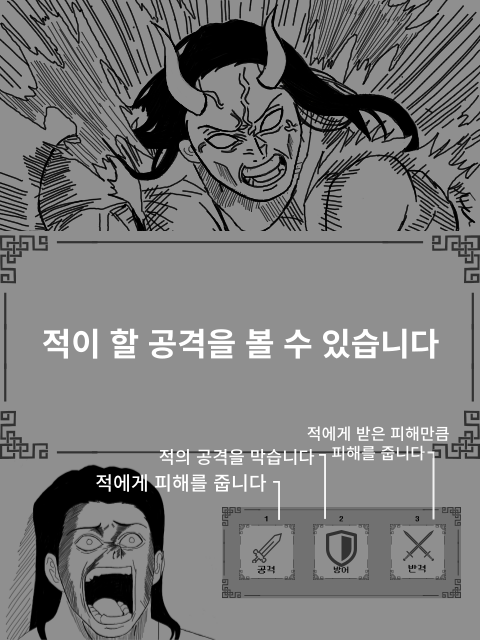 적이 할 공격을 볼 수 있습니다
적에게 받은 피해만큼
피해를 줍니다
적의 공격을 막습니다
적에게 피해를 줍니다
1 2 3
공격 방어 반격